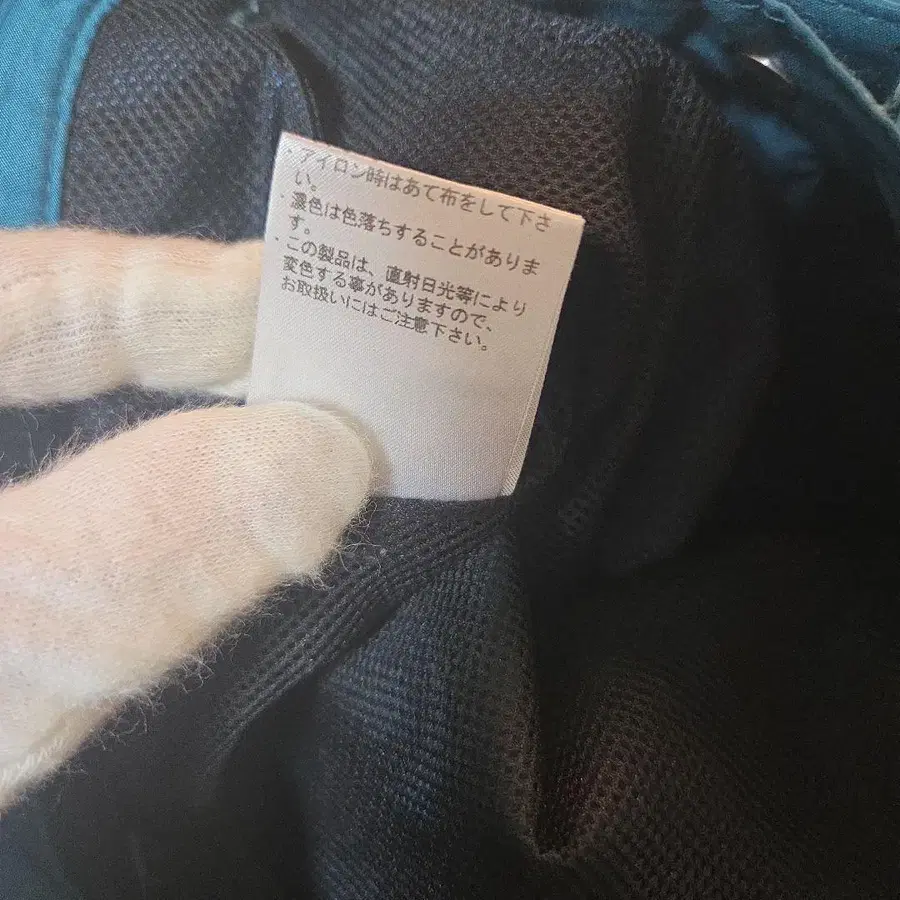 ・アイロン時はあて布をして下さ
い。
・濃色は色落ちすることがありま
す。
・この製品は、直射日光等により
変色する事がありますので、
お取扱いにはご注意下さい。